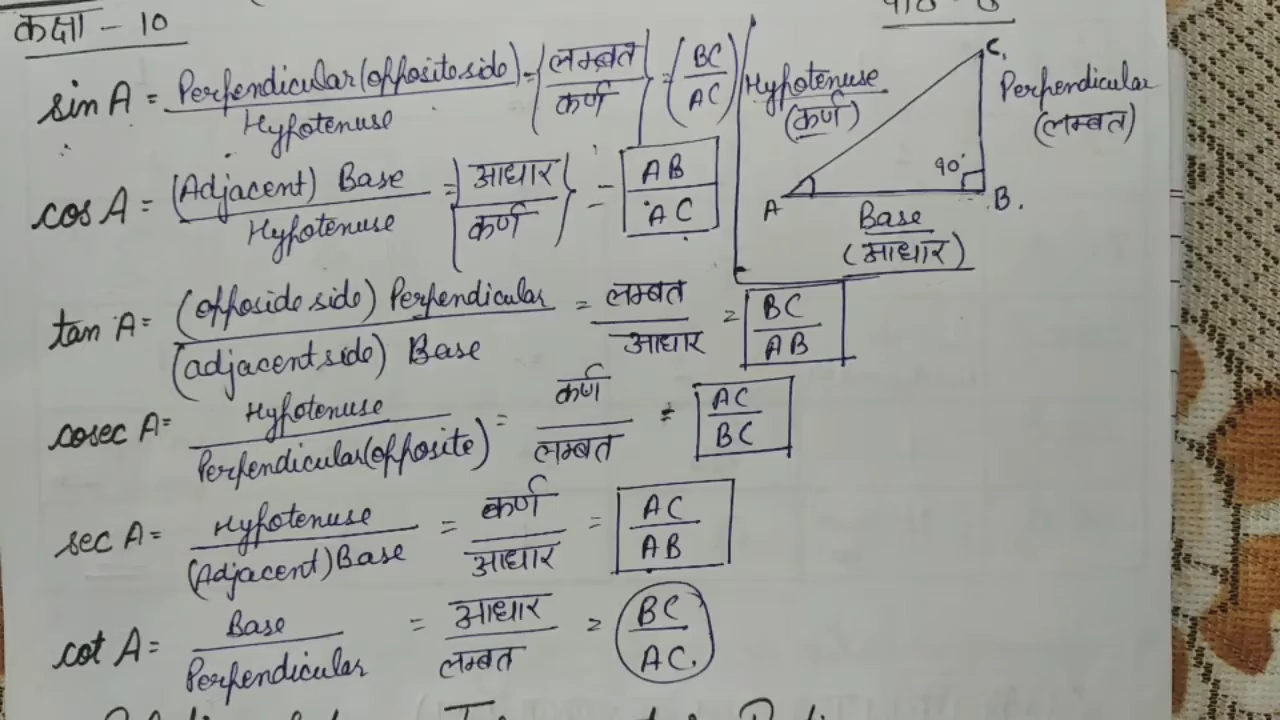 कक्षा - 10
sin A = Perpendicular (opposite side) / Hypotenuse = लम्बत / कर्ण = BC / AC
cos A = (Adjacent) Base / Hypotenuse = आधार / कर्ण = AB / AC
tan A = (opposide side) Perpendicular / (adjacent side) Base = लम्बत / आधार = BC / AB
cosec A = Hypotenuse / Perpendicular (opposite) = कर्ण / लम्बत = AC / BC
sec A = Hypotenuse / (Adjacent) Base = कर्ण / आधार = AC / AB
cot A = Base / Perpendicular = आधार / लम्बत = BC / AC.
C.
Hypotenuse
(कर्ण)
Perpendicular
(लम्बत)
90°
A
B.
Base
(आधार)